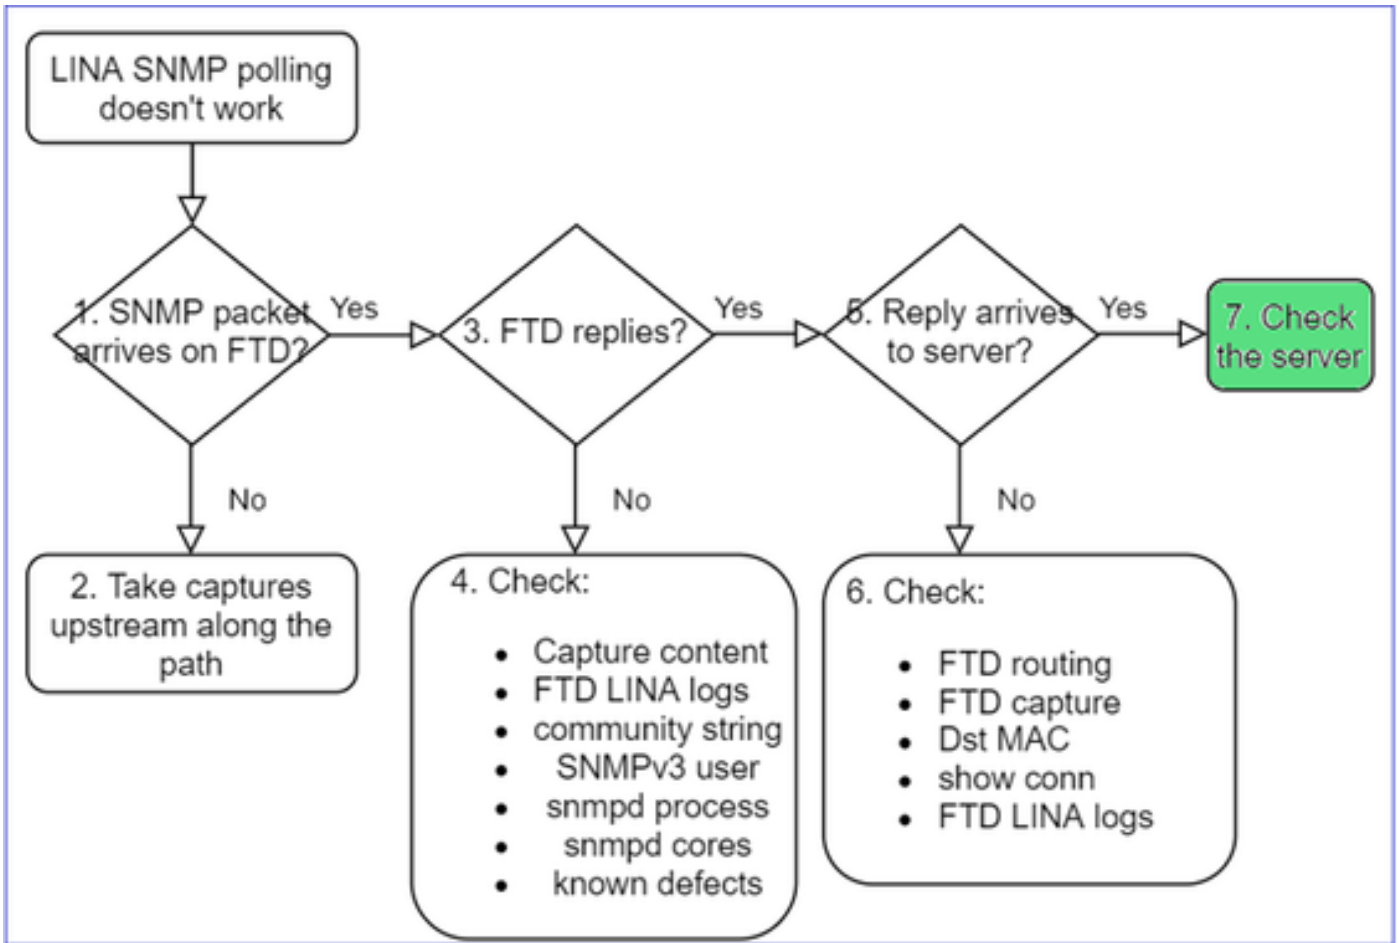 LINA SNMP polling
doesn't work
1. SNMP packet
arrives on FTD?
Yes
3. FTD replies?
Yes
5. Reply arrives
to server?
Yes
7. Check
the server
No
No
No
2. Take captures
upstream along the
path
4. Check:
• Capture content
• FTD LINA logs
• community string
• SNMPv3 user
• snmpd process
• snmpd cores
• known defects
6. Check:
• FTD routing
• FTD capture
• Dst MAC
• show conn
• FTD LINA logs